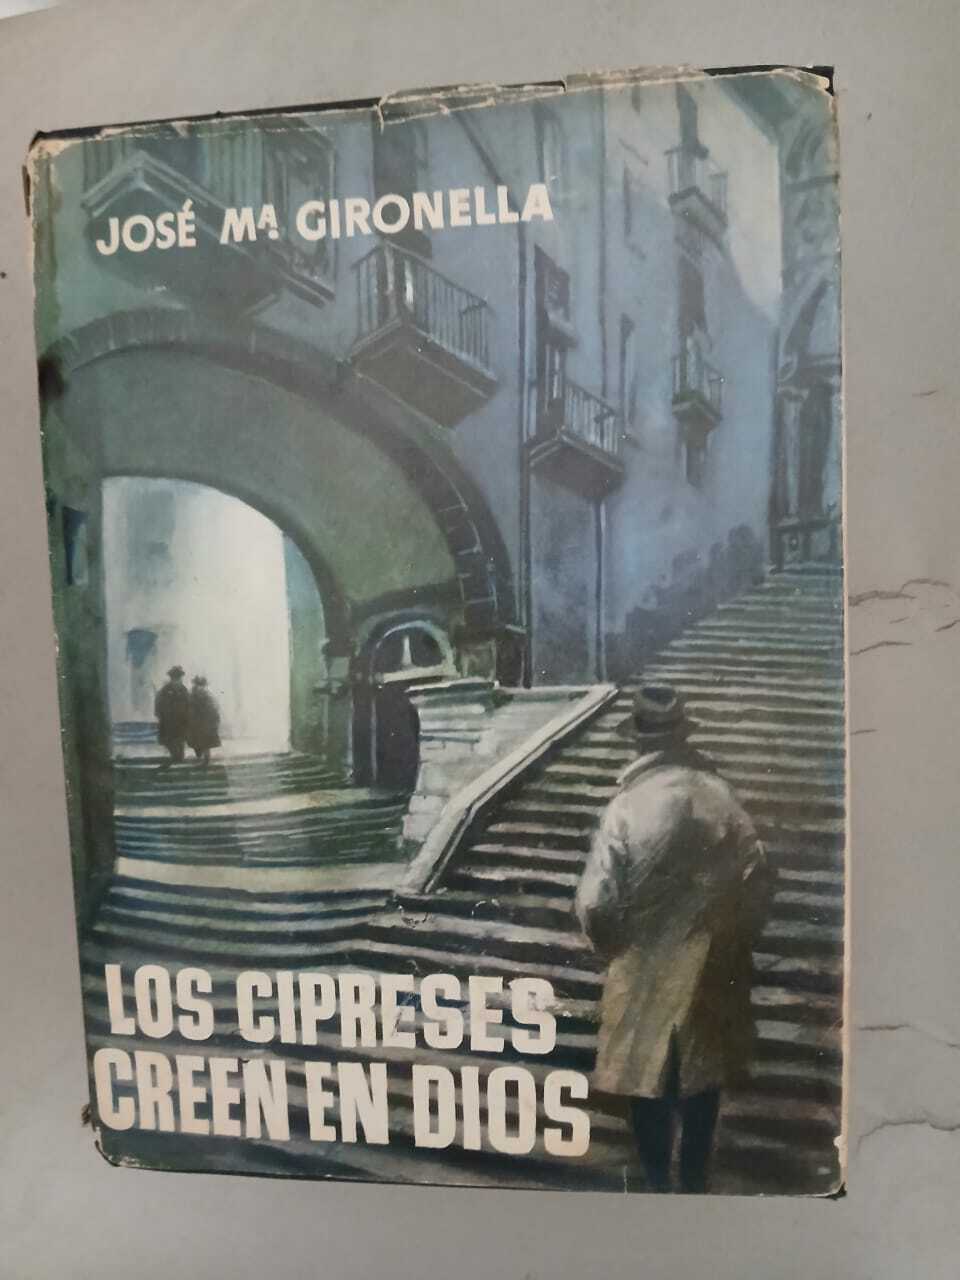 JOSÉ Mª. GIRONELLA
LOS CIPRESES
CREEN EN DIOS